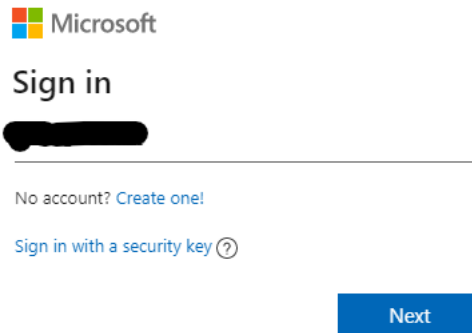 Microsoft
Sign in
No account? Create one!
Sign in with a security key ?
Next